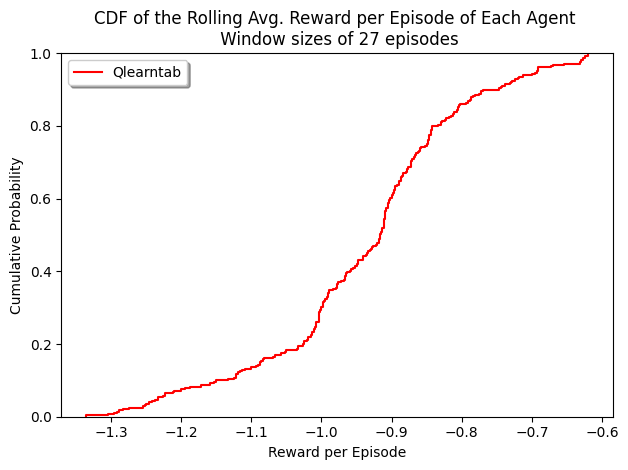 CDF of the Rolling Avg. Reward per Episode of Each Agent
Window sizes of 27 episodes
Qlearntab
Cumulative Probability
1.0
0.8
0.6
0.4
0.2
0.0
−1.3 −1.2 −1.1 −1.0 −0.9 −0.8 −0.7 −0.6
Reward per Episode